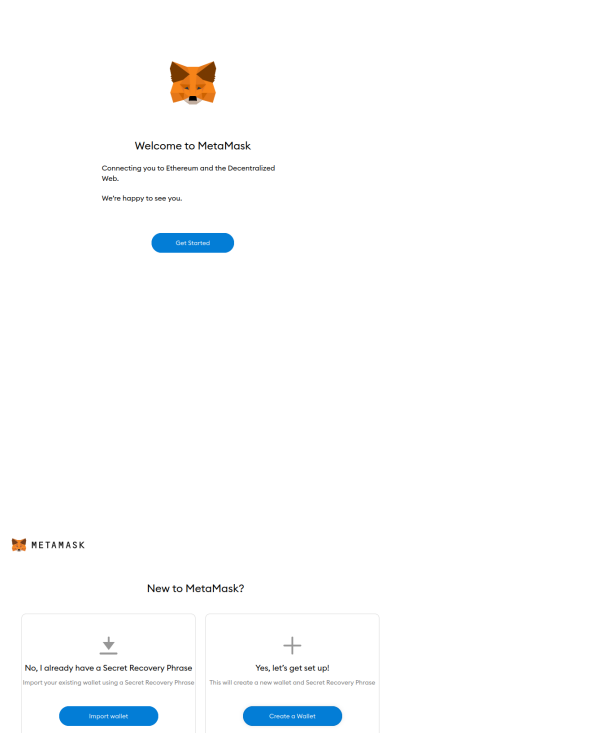 Welcome to MetaMask
Connecting you to Ethereum and the Decentralized
Web.
We're happy to see you.
Get Started
METAMASK
New to MetaMask?
No, I already have a Secret Recovery Phrase
Import your existing wallet using a Secret Recovery Phrase
Import wallet
Yes, let's get set up!
This will create a new wallet and Secret Recovery Phrase
Create a Wallet